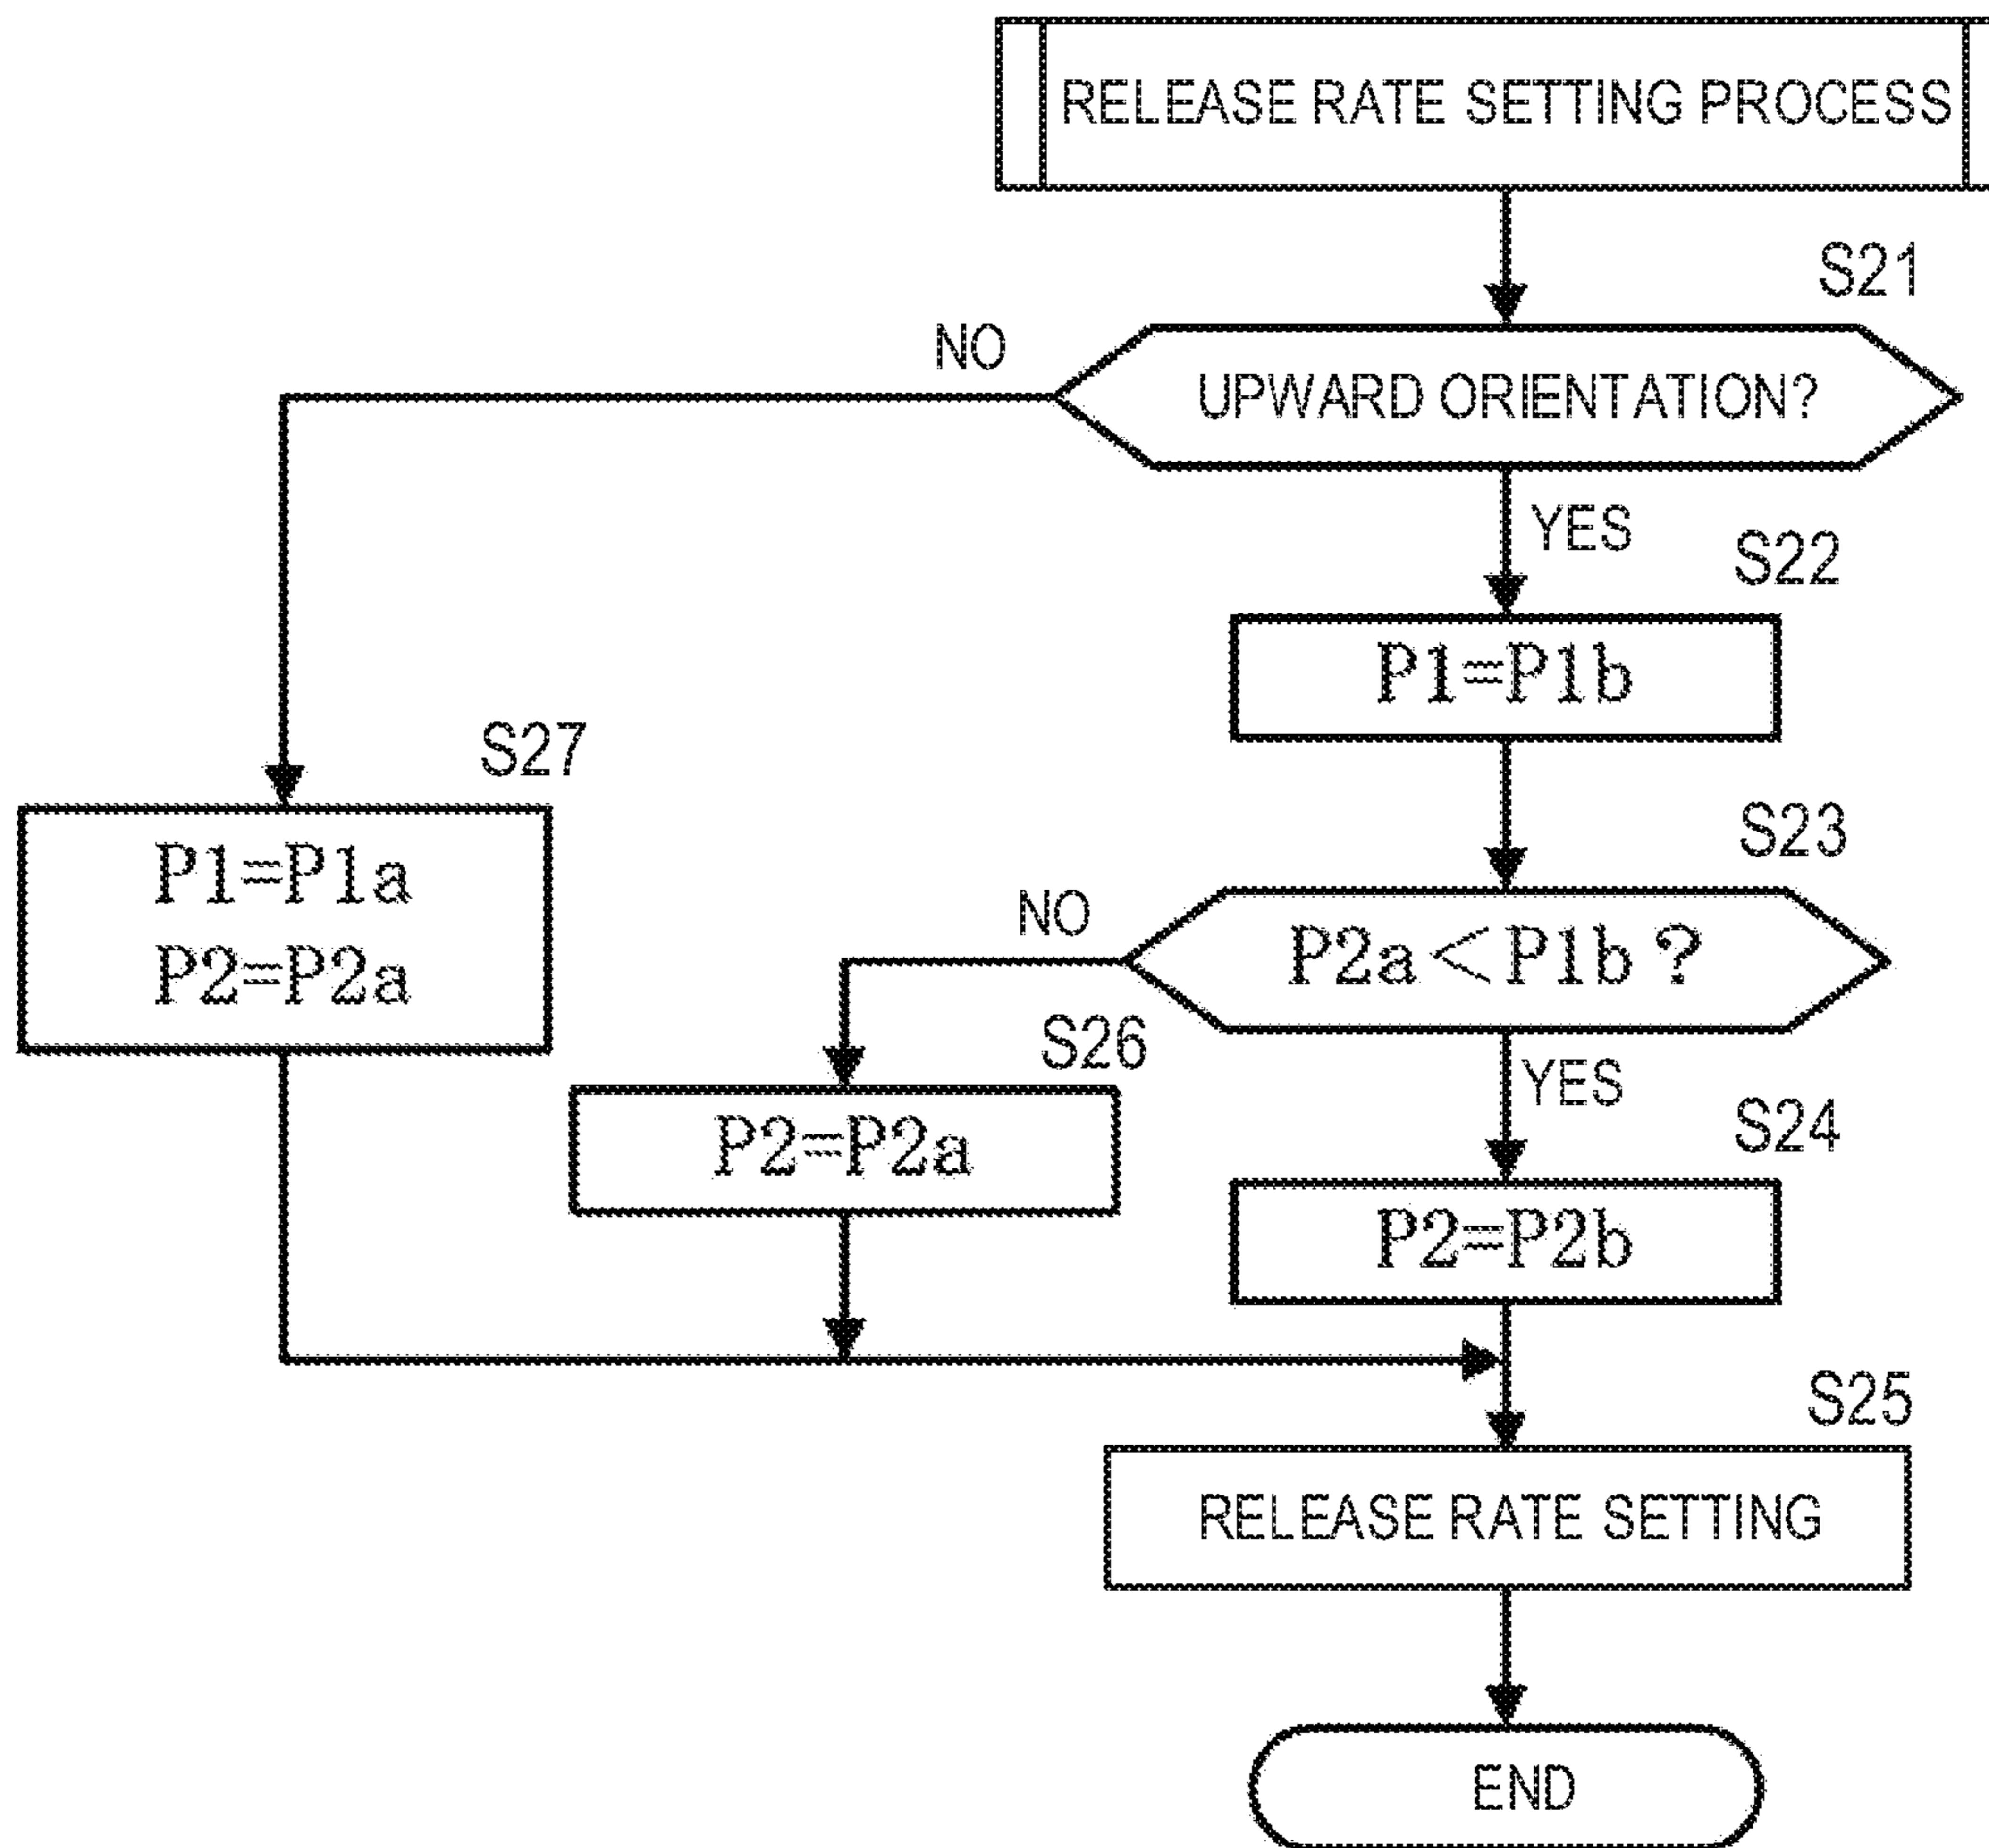 RELEASE RATE SETTING PROCESS
S21
NO
UPWARD ORIENTATION?
YES
S22
P1=P1b
S27
P1=P1a
P2=P2a
S23
NO
P2a<P1b?
S26
YES
P2=P2a
S24
P2=P2b
S25
RELEASE RATE SETTING
END